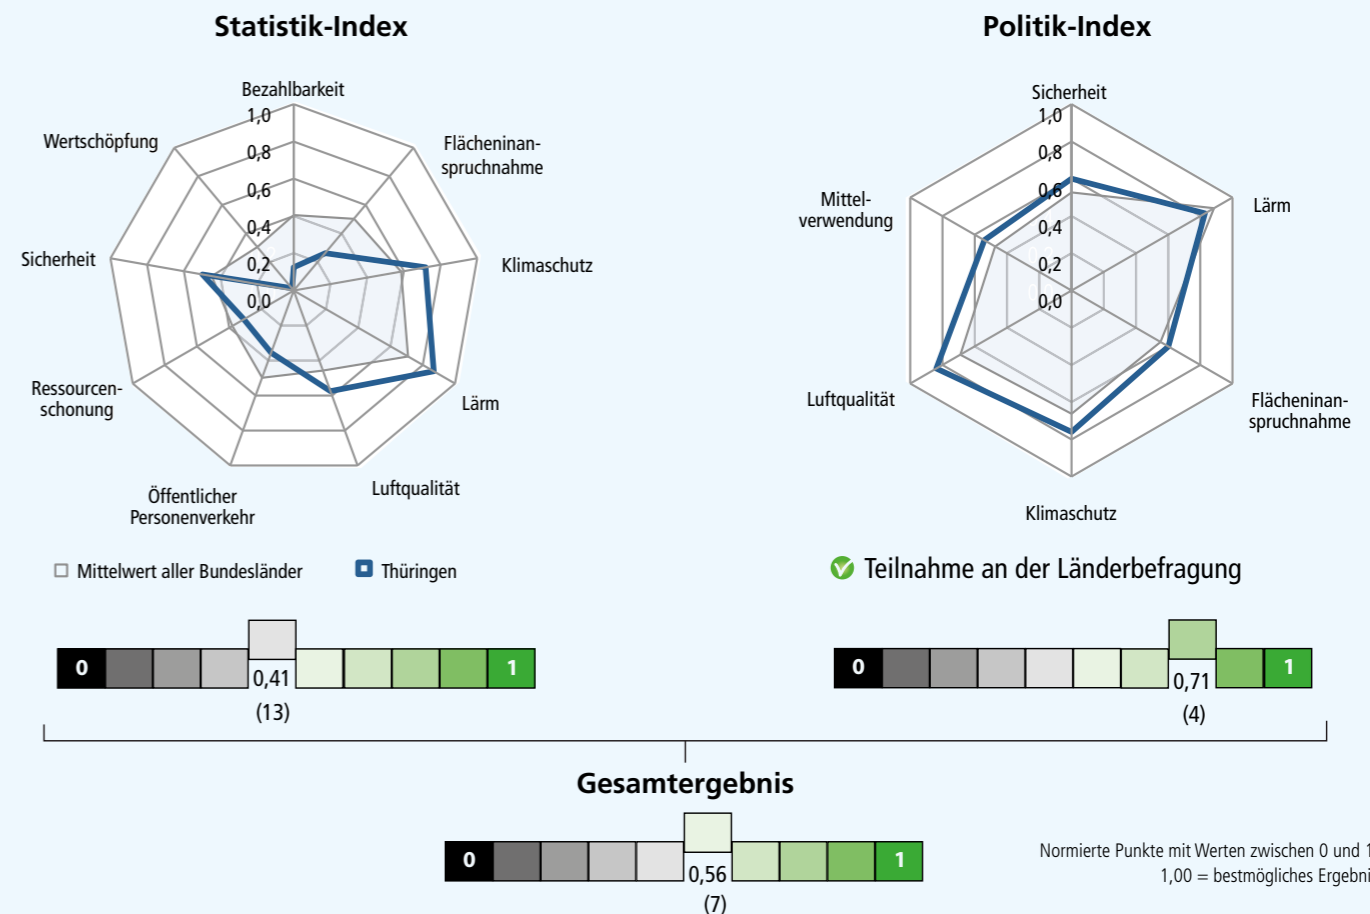 Statistik-Index
Bezahlbarkeit
1,0
0,8
0,6
0,4
0,2
0,0
Flächeninan-
spruchnahme
Klimaschutz
Lärm
Luftqualität
Öffentlicher
Personenverkehr
Ressourcen-
schonung
Sicherheit
Wertschöpfung
Mittelwert aller Bundesländer
Thüringen
0
1
0,41
(13)
Politik-Index
Sicherheit
1,0
0,8
0,6
0,4
0,2
0,0
Lärm
Flächeninan-
spruchnahme
Klimaschutz
Luftqualität
Mittel-
verwendung
Teilnahme an der Länderbefragung
0
1
0,71
(4)
Gesamtergebnis
0
1
0,56
(7)
Normierte Punkte mit Werten zwischen 0 und 1
1,00 = bestmögliches Ergebni